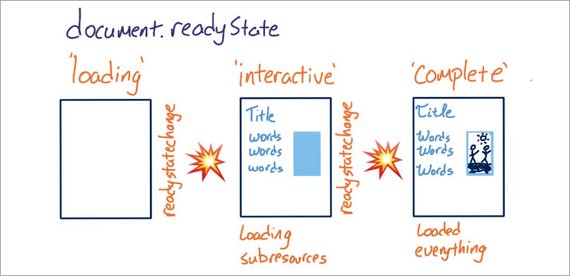 document.readyState
'loading'
readystatechange
'interactive'
Title
words
words
words
Loading
subresources
readystatechange
'complete'
Title
Words
Words
Words
Loaded
everything